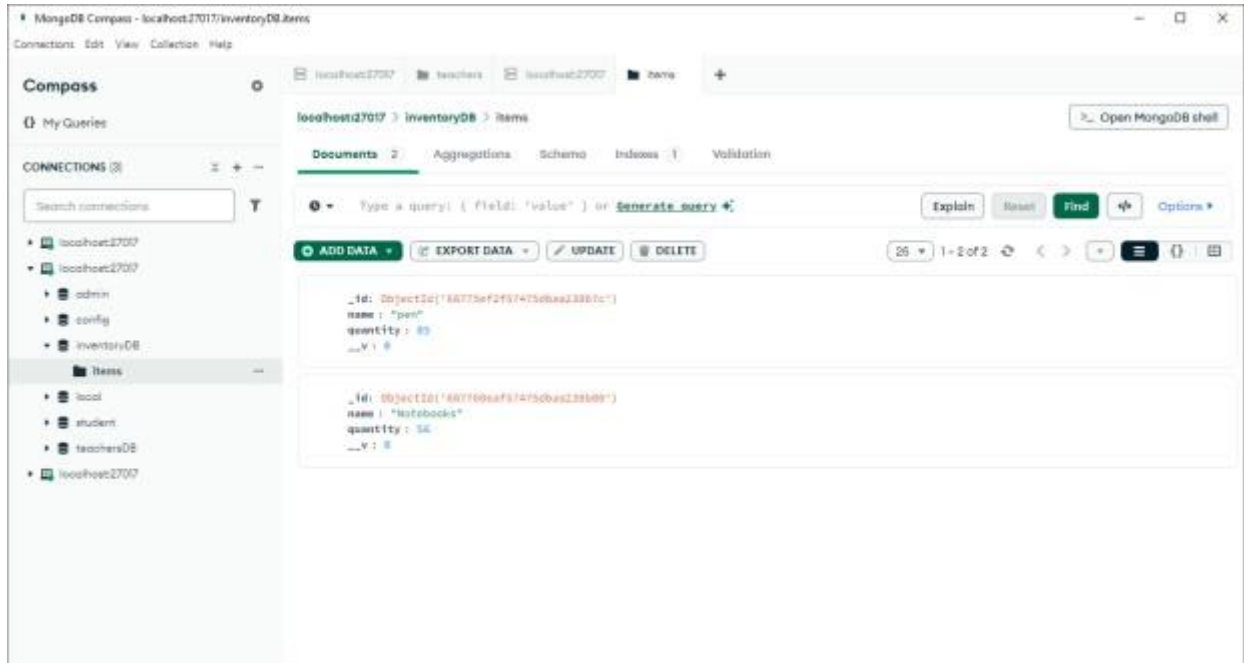 MongoDB Compass - localhost:27017/inventoryDB.items
Connections Edit View Collection Help
Compass
My Queries
CONNECTIONS (3)
Search connections
localhost:27017
localhost:27017
admin
config
inventoryDB
items
local
student
teachersDB
localhost:27017
localhost:27017 teachers localhost:27017 items
localhost:27017 > inventoryDB > items
Open MongoDB shell
Documents 2 Aggregations Schema Indexes 1 Validation
Type a query: { field: 'value' } or Generate query
Explain Reset Find Options
ADD DATA EXPORT DATA UPDATE DELETE
25 1-2 of 2
_id: ObjectId('
name : "pen"
quantity :
__v : 0
_id: ObjectId('
name : "Notebooks"
quantity : 56
__v : 0